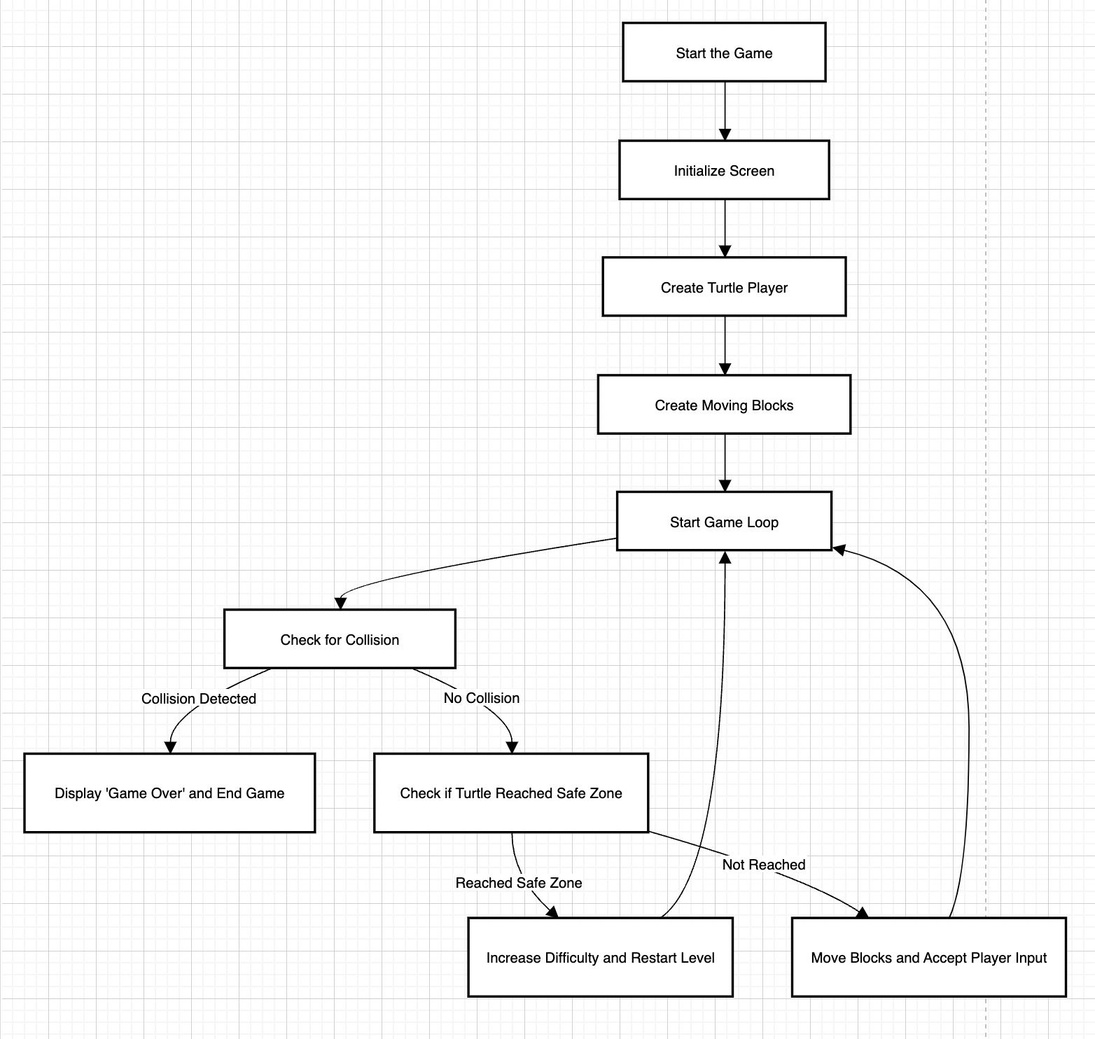 Start the Game
Initialize Screen
Create Turtle Player
Create Moving Blocks
Start Game Loop
Check for Collision
Collision Detected
No Collision
Display 'Game Over' and End Game
Check if Turtle Reached Safe Zone
Not Reached
Reached Safe Zone
Increase Difficulty and Restart Level
Move Blocks and Accept Player Input